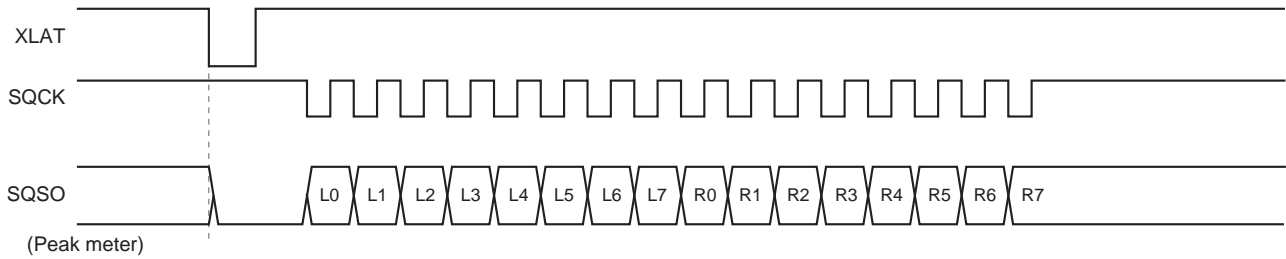 XLAT
SQCK
SQSO
L0 L1 L2 L3 L4 L5 L6 L7 R0 R1 R2 R3 R4 R5 R6 R7
(Peak meter)